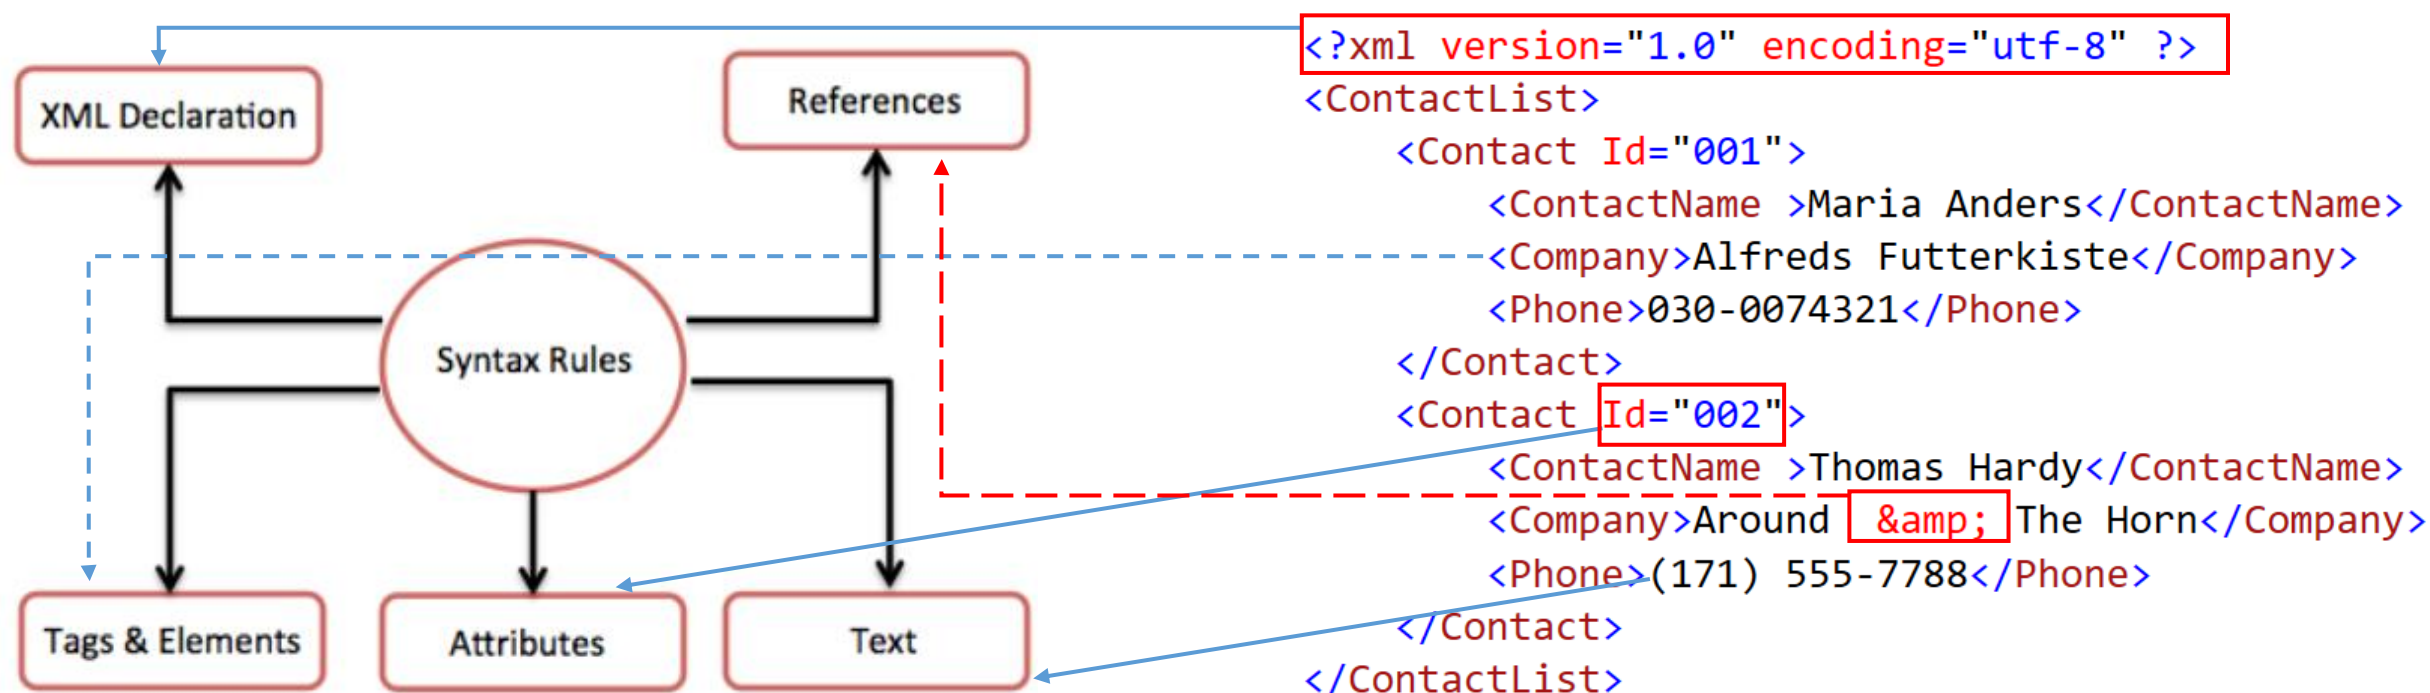 XML Declaration
References
Syntax Rules
Tags & Elements
Attributes
Text
<?xml version="1.0" encoding="utf-8" ?>
<ContactList>
<Contact Id="001">
<ContactName >Maria Anders</ContactName>
<Company>Alfreds Futterkiste</Company>
<Phone>030-0074321</Phone>
</Contact>
<Contact Id="002">
<ContactName >Thomas Hardy</ContactName>
<Company>Around &amp; The Horn</Company>
<Phone>(171) 555-7788</Phone>
</Contact>
</ContactList>